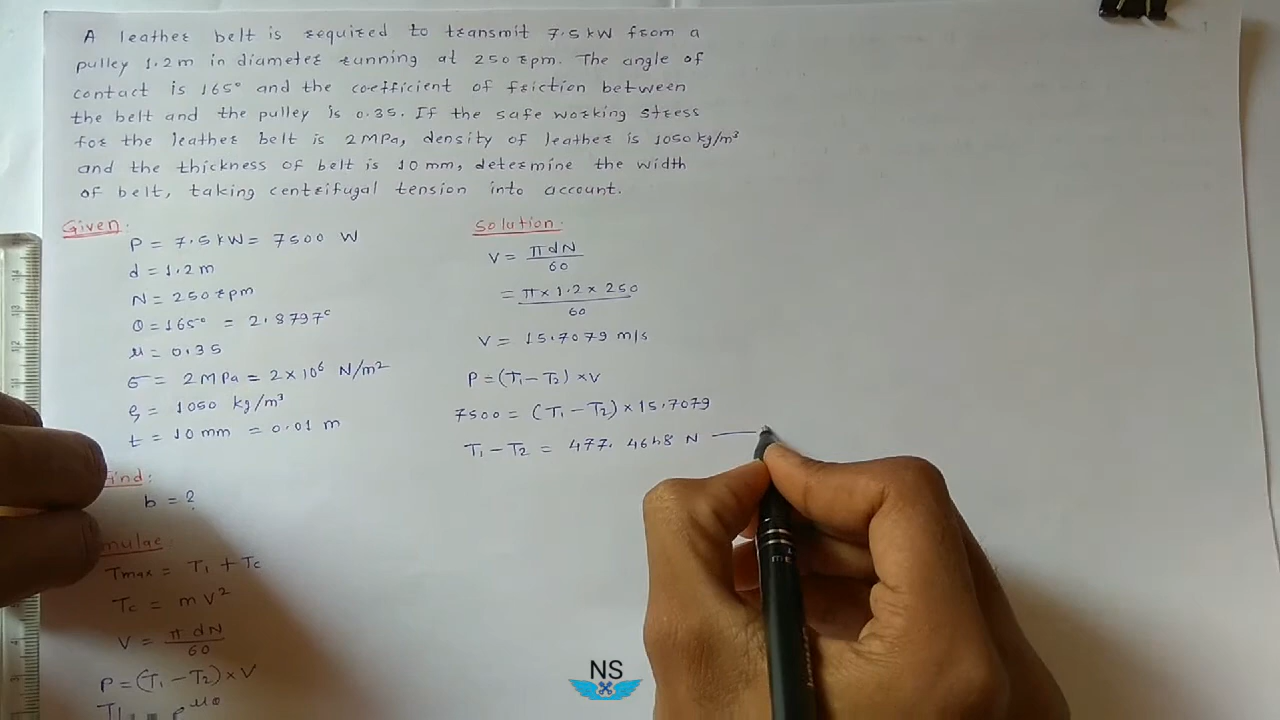 A leather belt is required to transmit 7.5 kW from a
pulley 1.2 m in diameter running at 250 rpm. The angle of
contact is 165° and the coefficient of friction between
the belt and the pulley is 0.35. If the safe working stress
for the leather belt is 2 MPa, density of leather is 1050 kg/m³
and the thickness of belt is 10 mm, determine the width
of belt, taking centrifugal tension into account.
Given:
P = 7.5 kW = 7500 W
d = 1.2 m
N = 250 rpm
θ = 165° = 2.8797ᶜ
μ = 0.35
σ = 2 MPa = 2 × 10⁶ N/m²
ρ = 1050 kg/m³
t = 10 mm = 0.01 m
Find:
b = ?
mulae:
Tmax = T₁ + Tc
Tc = mv²
V = πdN/60
P = (T₁ − T₂) × V
Solution:
V = πdN/60
= π × 1.2 × 250/60
V = 15.7079 m/s
P = (T₁ − T₂) × V
7500 = (T₁ − T₂) × 15.7079
T₁ − T₂ = 477.4648 N
NS